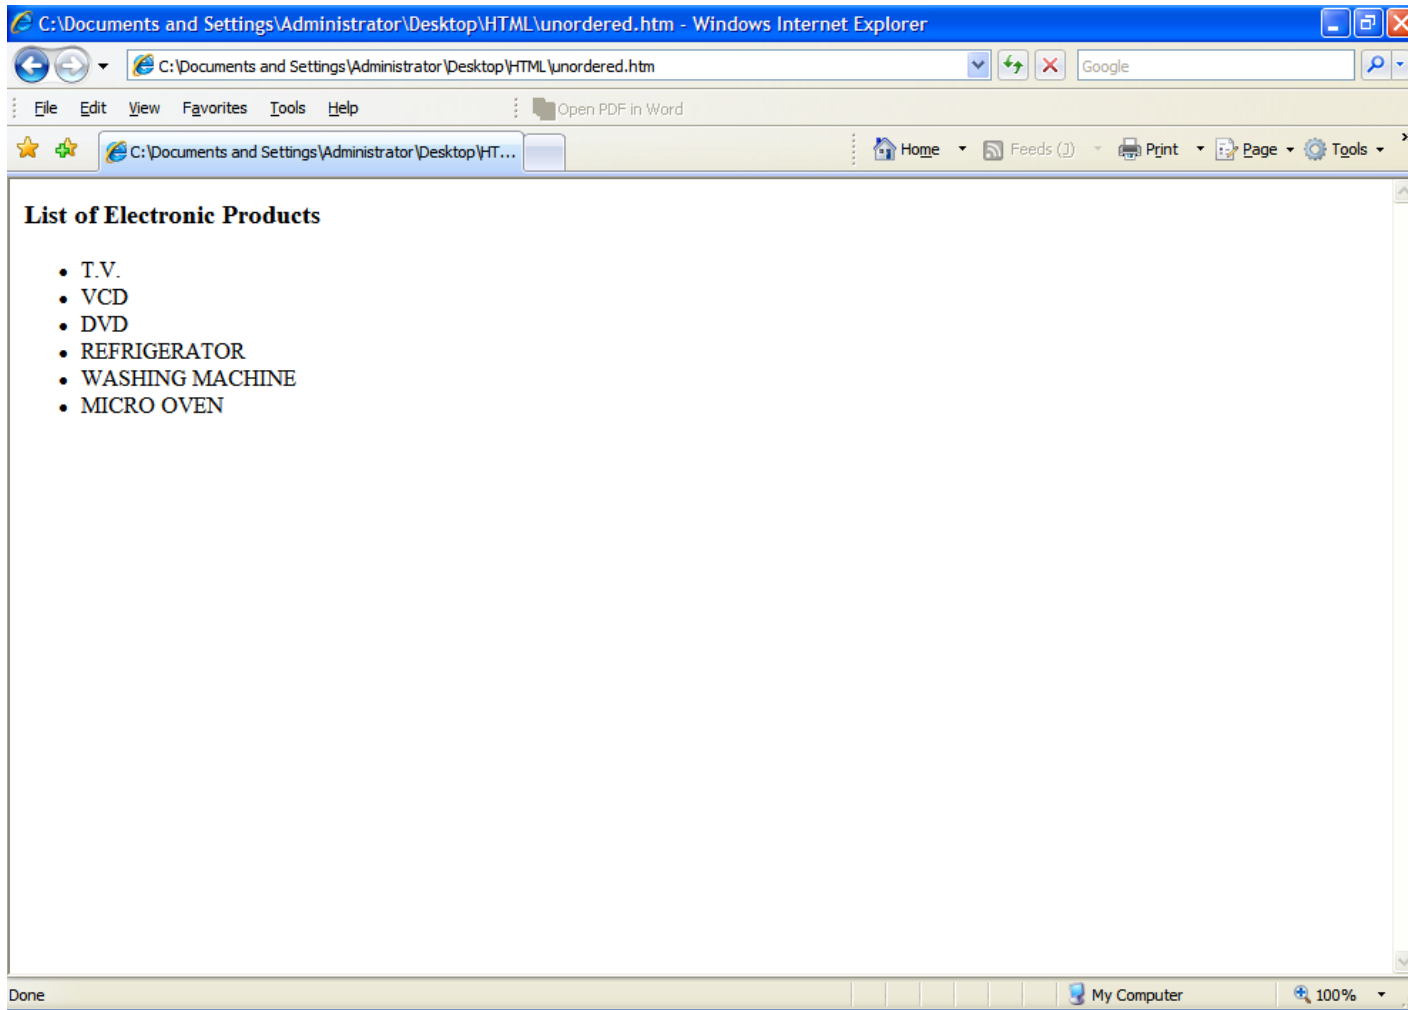 C:\Documents and Settings\Administrator\Desktop\HTML\unordered.htm - Windows Internet Explorer
C:\Documents and Settings\Administrator\Desktop\HTML\unordered.htm Google
File Edit View Favorites Tools Help Open PDF in Word
C:\Documents and Settings\Administrator\Desktop\HT... Home Feeds (J) Print Page Tools
List of Electronic Products
• T.V.
• VCD
• DVD
• REFRIGERATOR
• WASHING MACHINE
• MICRO OVEN
Done My Computer 100%